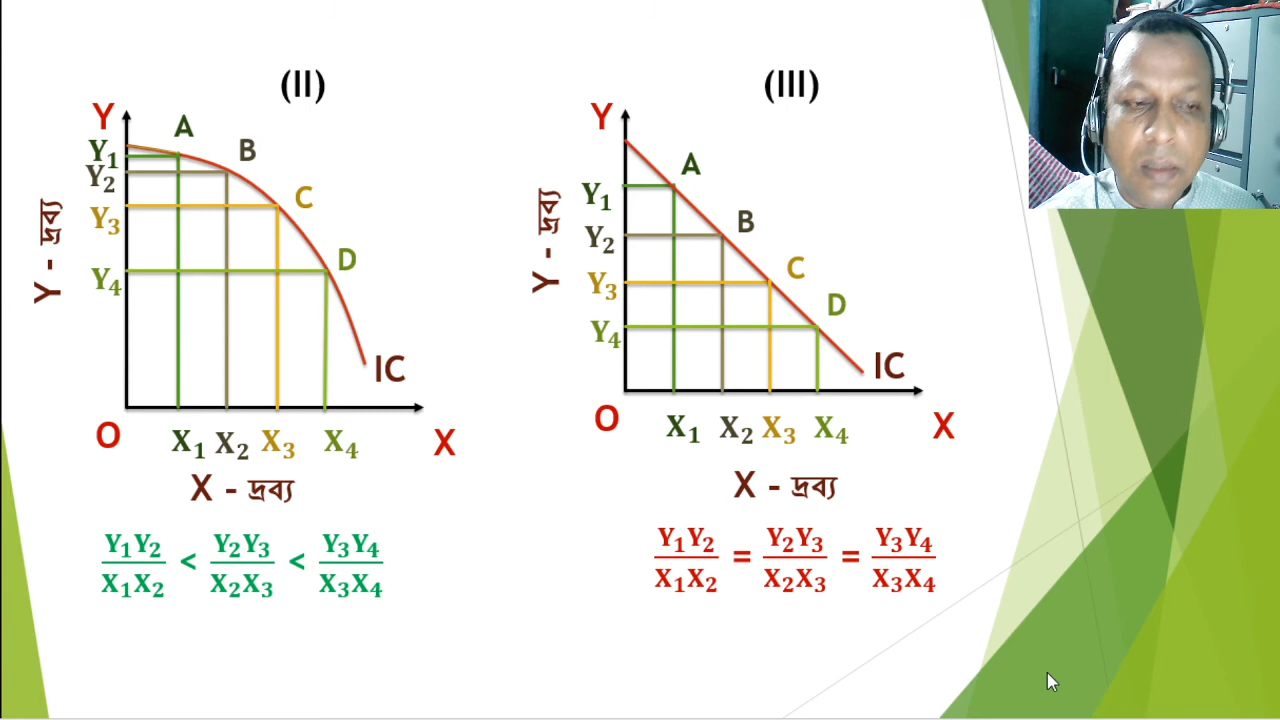 (II)
Y
A
B
C
D
Y₁
Y₂
Y₃
Y₄
Y - দ্রব্য
IC
O
X₁ X₂ X₃ X₄
X
X - দ্রব্য
Y₁Y₂/X₁X₂ < Y₂Y₃/X₂X₃ < Y₃Y₄/X₃X₄
(III)
Y
A
B
C
D
Y₁
Y₂
Y₃
Y₄
Y - দ্রব্য
IC
O
X₁ X₂ X₃ X₄
X
X - দ্রব্য
Y₁Y₂/X₁X₂ = Y₂Y₃/X₂X₃ = Y₃Y₄/X₃X₄